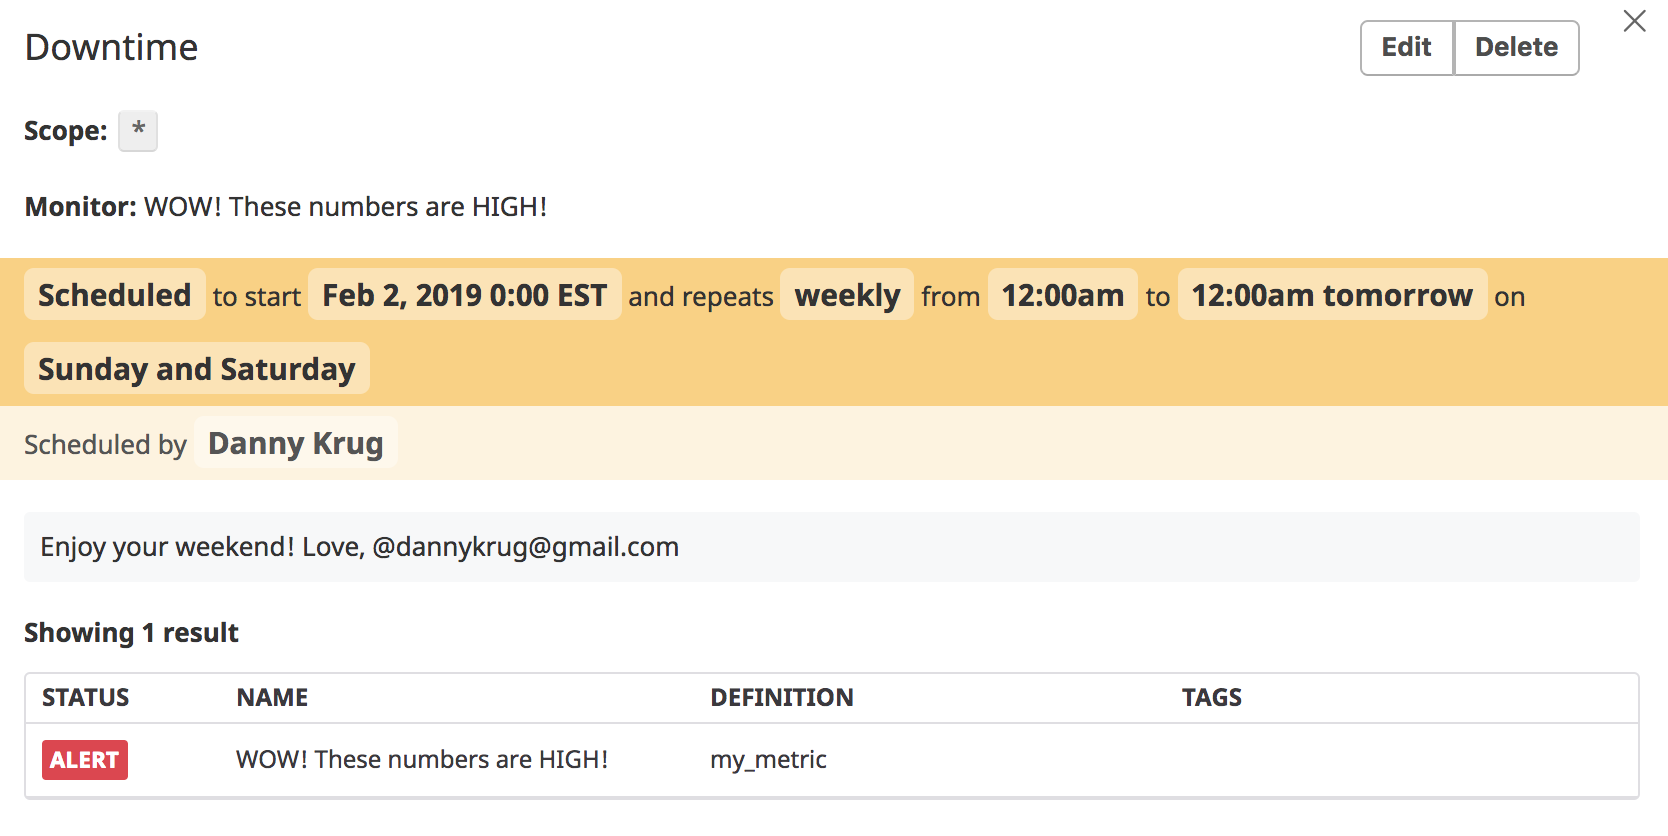 Downtime
Edit Delete
Scope: *
Monitor: WOW! These numbers are HIGH!
Scheduled to start Feb 2, 2019 0:00 EST and repeats weekly from 12:00am to 12:00am tomorrow on
Sunday and Saturday
Scheduled by Danny Krug
Enjoy your weekend! Love, @dannykrug@gmail.com
Showing 1 result
STATUS NAME DEFINITION TAGS
ALERT WOW! These numbers are HIGH! my_metric